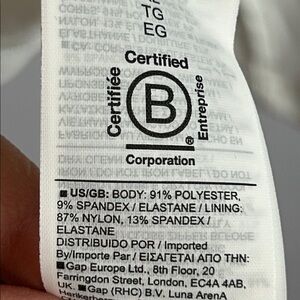 TG
EG
Certified
Certifiée
B
®
Entreprise
Corporation
■ US/GB: BODY: 91% POLYESTER,
9% SPANDEX / ELASTANE / LINING:
87% NYLON, 13% SPANDEX /
ELASTANE
DISTRIBUIDO POR / Imported
By/Importe Par / ΕΙΣΑΓΕΤΑΙ ΑΠΟ ΤΗΝ:
■Gap Europe Ltd., 8th Floor, 20
Farringdon Street, London, EC4A 4AB,
UK. ■Gap (RHC) B.V. Luna ArenA